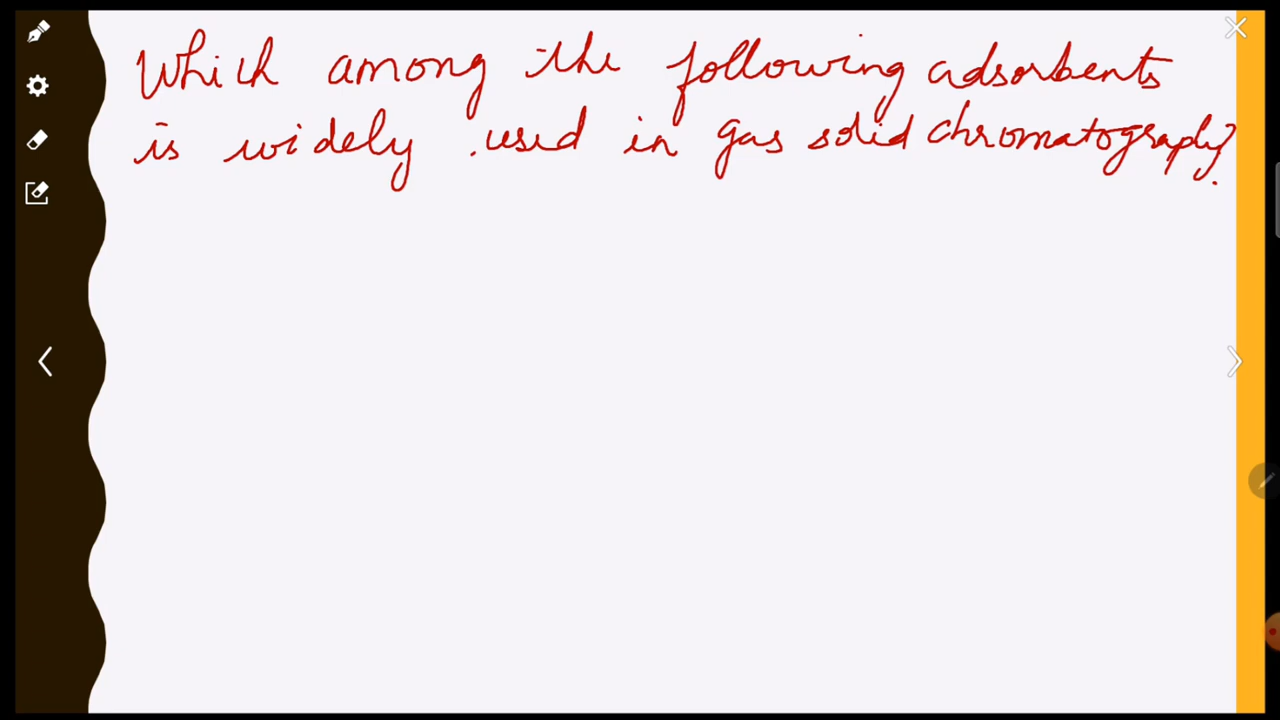 Which among the following adsorbents
is widely used in gas solid chromatography?